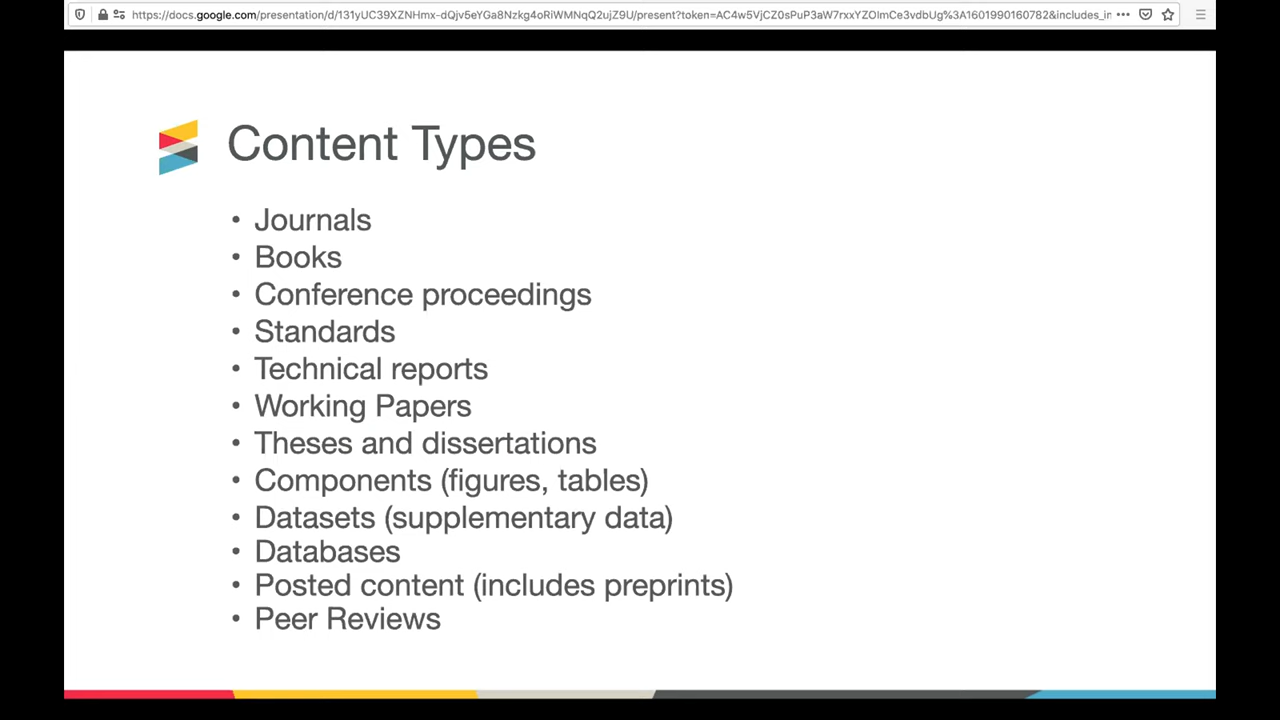 https://docs.google.com/presentation/d/131yUC39XZNHmx-dQjv5eYGa8Nzkg4oRiWMNqQ2ujZ9U/present?token=AC4w5VjCZ0sPuP3aW7rxxYZOlmCe3vdbUg%3A1601990160782&includes_in
Content Types
• Journals
• Books
• Conference proceedings
• Standards
• Technical reports
• Working Papers
• Theses and dissertations
• Components (figures, tables)
• Datasets (supplementary data)
• Databases
• Posted content (includes preprints)
• Peer Reviews